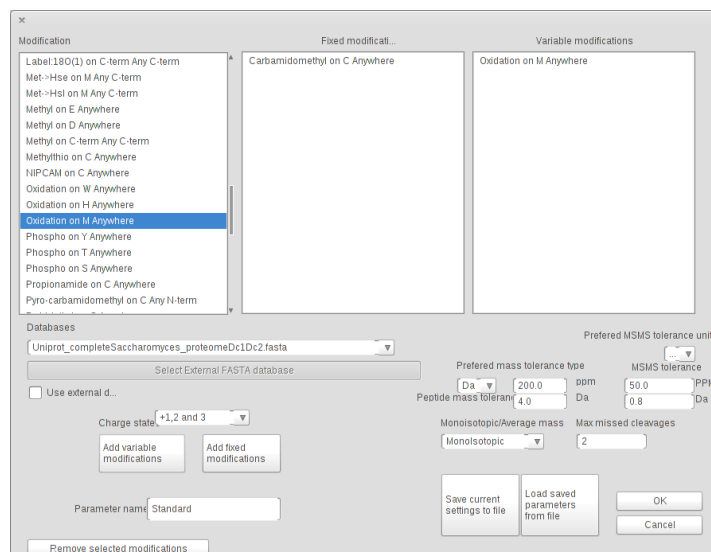 Modification
Fixed modificati...
Variable modifications
Label:18O(1) on C-term Any C-term
Met->Hse on M Any C-term
Met->Hsl on M Any C-term
Methyl on E Anywhere
Methyl on D Anywhere
Methyl on C-term Any C-term
Methylthio on C Anywhere
NIPCAM on C Anywhere
Oxidation on W Anywhere
Oxidation on H Anywhere
Oxidation on M Anywhere
Phospho on Y Anywhere
Phospho on T Anywhere
Phospho on S Anywhere
Propionamide on C Anywhere
Pyro-carbamidomethyl on C Any N-term
Carbamidomethyl on C Anywhere
Oxidation on M Anywhere
Databases
Uniprot_completeSaccharomyces_proteomeDc1Dc2.fasta
Select External FASTA database
Use external d...
Charge state
+1,2 and 3
Add variable
modifications
Add fixed
modifications
Parameter name
Standard
Remove selected modifications
Prefered MSMS tolerance unit
...
Prefered mass tolerance type
MSMS tolerance
Da
200.0
ppm
50.0
PPM
Peptide mass tolerance
4.0
Da
0.8
Da
Monoisotopic/Average mass
Max missed cleavages
MonoIsotopic
2
Save current
settings to file
Load saved
parameters
from file
OK
Cancel